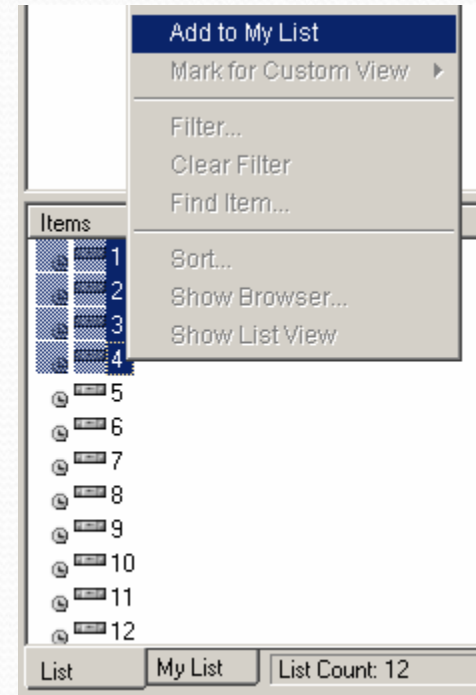 Add to My List
Mark for Custom View
Filter...
Clear Filter
Find Item...
Sort...
Show Browser...
Show List View
Items
1
2
3
4
5
6
7
8
9
10
11
12
List
My List
List Count: 12